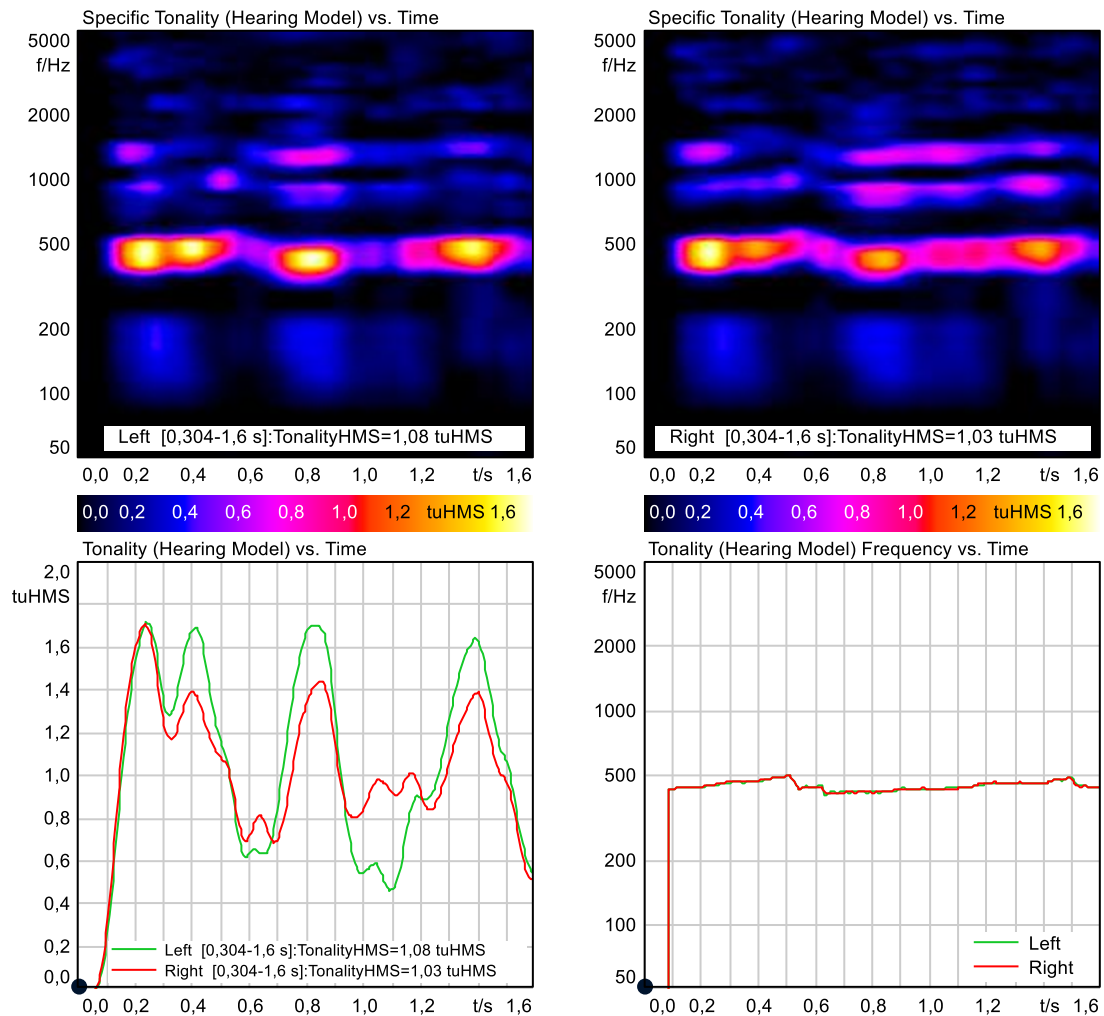 Specific Tonality (Hearing Model) vs. Time
5000
f/Hz
2000
1000
500
200
100
50
Left [0,304-1,6 s]:TonalityHMS=1,08 tuHMS
0,0 0,2 0,4 0,6 0,8 1,0 1,2 t/s 1,6
0,0 0,2 0,4 0,6 0,8 1,0 1,2 tuHMS 1,6
Specific Tonality (Hearing Model) vs. Time
5000
f/Hz
2000
1000
500
200
100
50
Right [0,304-1,6 s]:TonalityHMS=1,03 tuHMS
0,0 0,2 0,4 0,6 0,8 1,0 1,2 t/s 1,6
0,0 0,2 0,4 0,6 0,8 1,0 1,2 tuHMS 1,6
Tonality (Hearing Model) vs. Time
2,0
tuHMS
1,6
1,4
1,2
1,0
0,8
0,6
0,4
0,2
0,0
Left [0,304-1,6 s]:TonalityHMS=1,08 tuHMS
Right [0,304-1,6 s]:TonalityHMS=1,03 tuHMS
0,0 0,2 0,4 0,6 0,8 1,0 1,2 t/s 1,6
Tonality (Hearing Model) Frequency vs. Time
5000
f/Hz
2000
1000
500
200
100
50
Left
Right
0,0 0,2 0,4 0,6 0,8 1,0 1,2 t/s 1,6